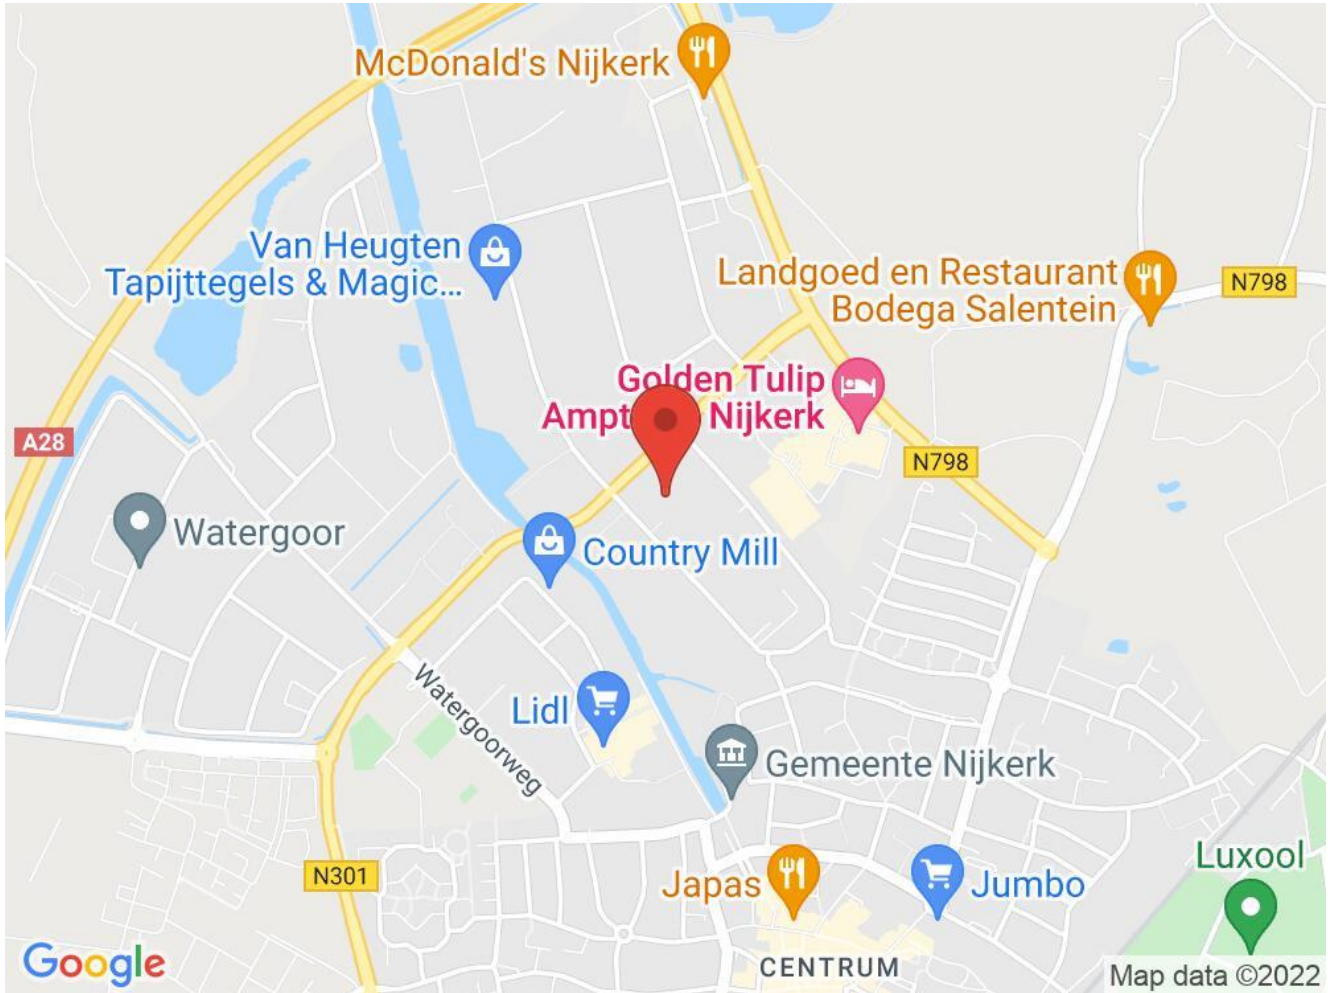 McDonald's Nijkerk
Van Heugten
Tapijttegels & Magic...
Landgoed en Restaurant
Bodega Salentein
N798
Golden Tulip
Ampt Nijkerk
A28
N798
Watergoor
Country Mill
Watergoorweg
Lidl
Gemeente Nijkerk
N301
Japas
Jumbo
Luxool
Google
CENTRUM
Map data ©2022